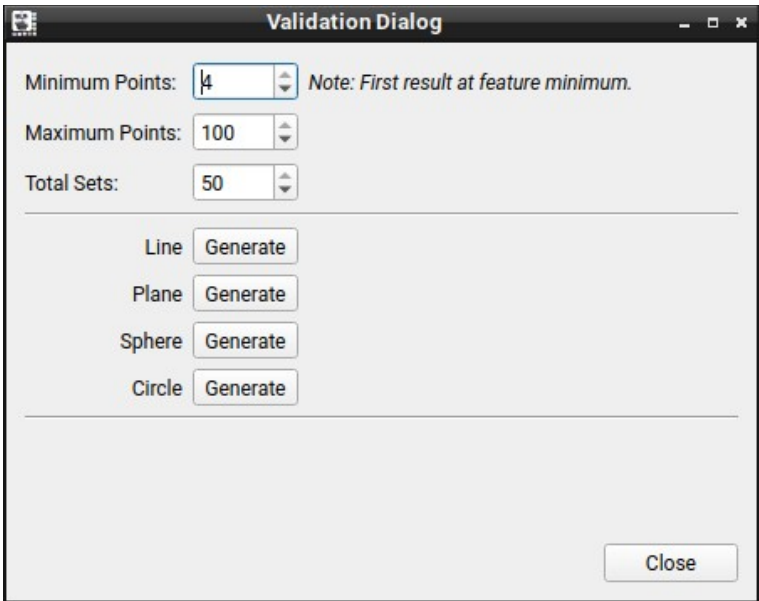 Validation Dialog
Minimum Points: 4 Note: First result at feature minimum.
Maximum Points: 100
Total Sets: 50
Line Generate
Plane Generate
Sphere Generate
Circle Generate
Close